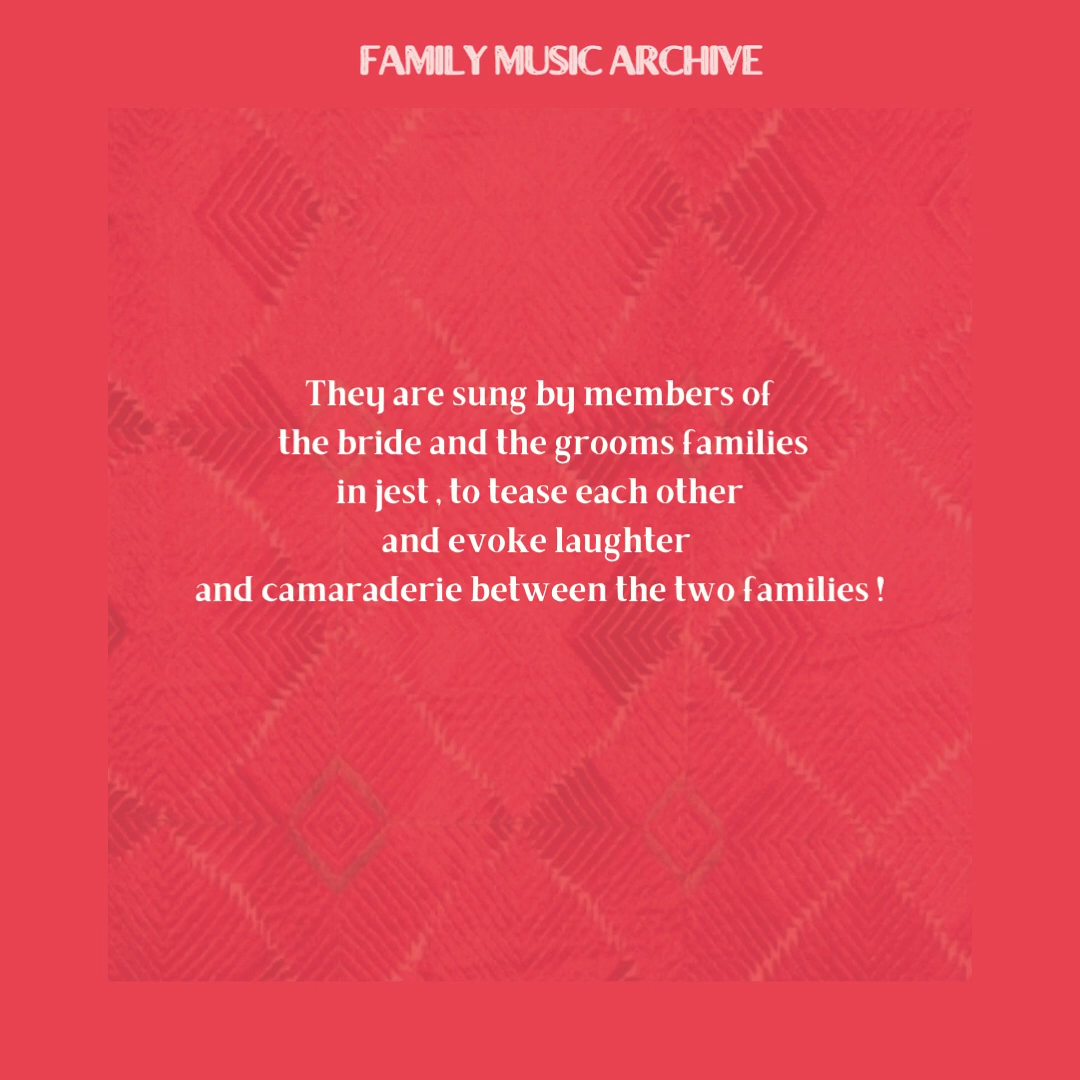 FAMILY MUSIC ARCHIVE
They are sung by members of
the bride and the grooms families
in jest , to tease each other
and evoke laughter
and camaraderie between the two families !